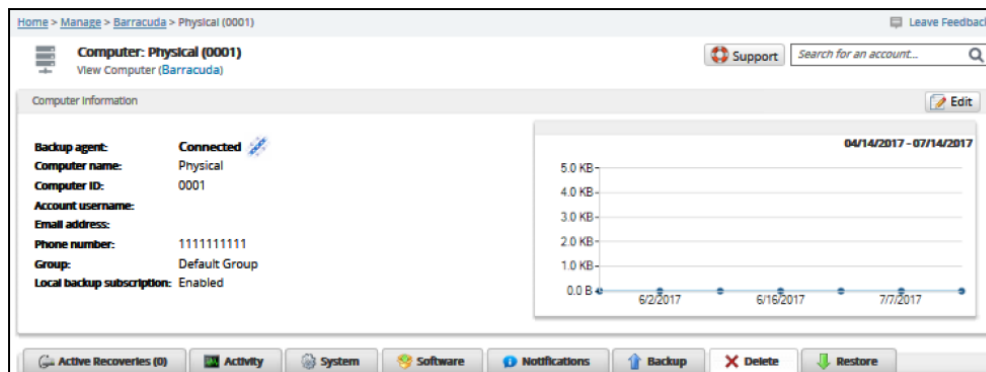 Home > Manage > Barracuda > Physical (0001)
Leave Feedback
Computer: Physical (0001)
View Computer (Barracuda)
Support
Search for an account...
Computer Information
Edit
Backup agent: Connected
Computer name: Physical
Computer ID: 0001
Account username:
Email address:
Phone number: 1111111111
Group: Default Group
Local backup subscription: Enabled
04/14/2017 - 07/14/2017
5.0 KB
4.0 KB
3.0 KB
2.0 KB
1.0 KB
0.0 B
6/2/2017 6/16/2017 7/7/2017
Active Recoveries (0) Activity System Software Notifications Backup Delete Restore